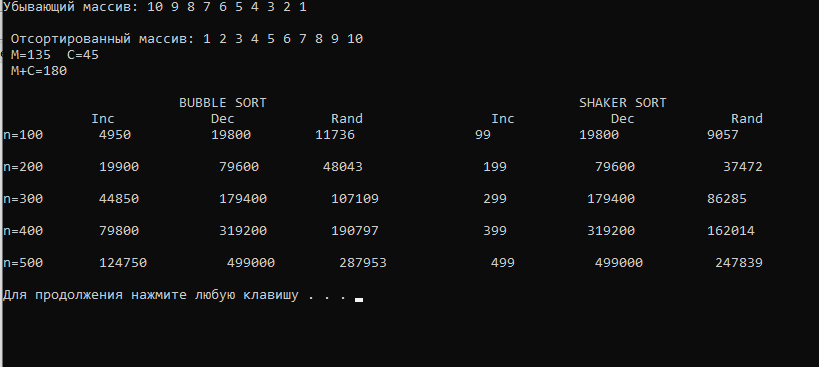 Убывающий массив: 10 9 8 7 6 5 4 3 2 1
Отсортированный массив: 1 2 3 4 5 6 7 8 9 10
M=135 C=45
M+C=180
BUBBLE SORT SHAKER SORT
Inc Dec Rand Inc Dec Rand
n=100 4950 19800 11736 99 19800 9057
n=200 19900 79600 48043 199 79600 37472
n=300 44850 179400 107109 299 179400 86285
n=400 79800 319200 190797 399 319200 162014
n=500 124750 499000 287953 499 499000 247839
Для продолжения нажмите любую клавишу . . .